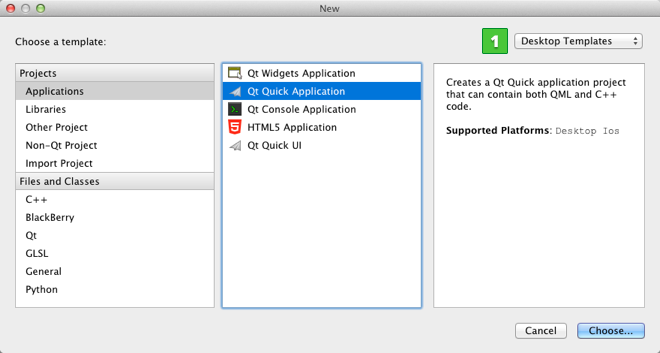 New
Choose a template:
1
Desktop Templates
Projects
Applications
Libraries
Other Project
Non-Qt Project
Import Project
Files and Classes
C++
BlackBerry
Qt
GLSL
General
Python
Qt Widgets Application
Qt Quick Application
Qt Console Application
HTML5 Application
Qt Quick UI
Creates a Qt Quick application project
that can contain both QML and C++
code.
Supported Platforms: Desktop Ios
Cancel
Choose...